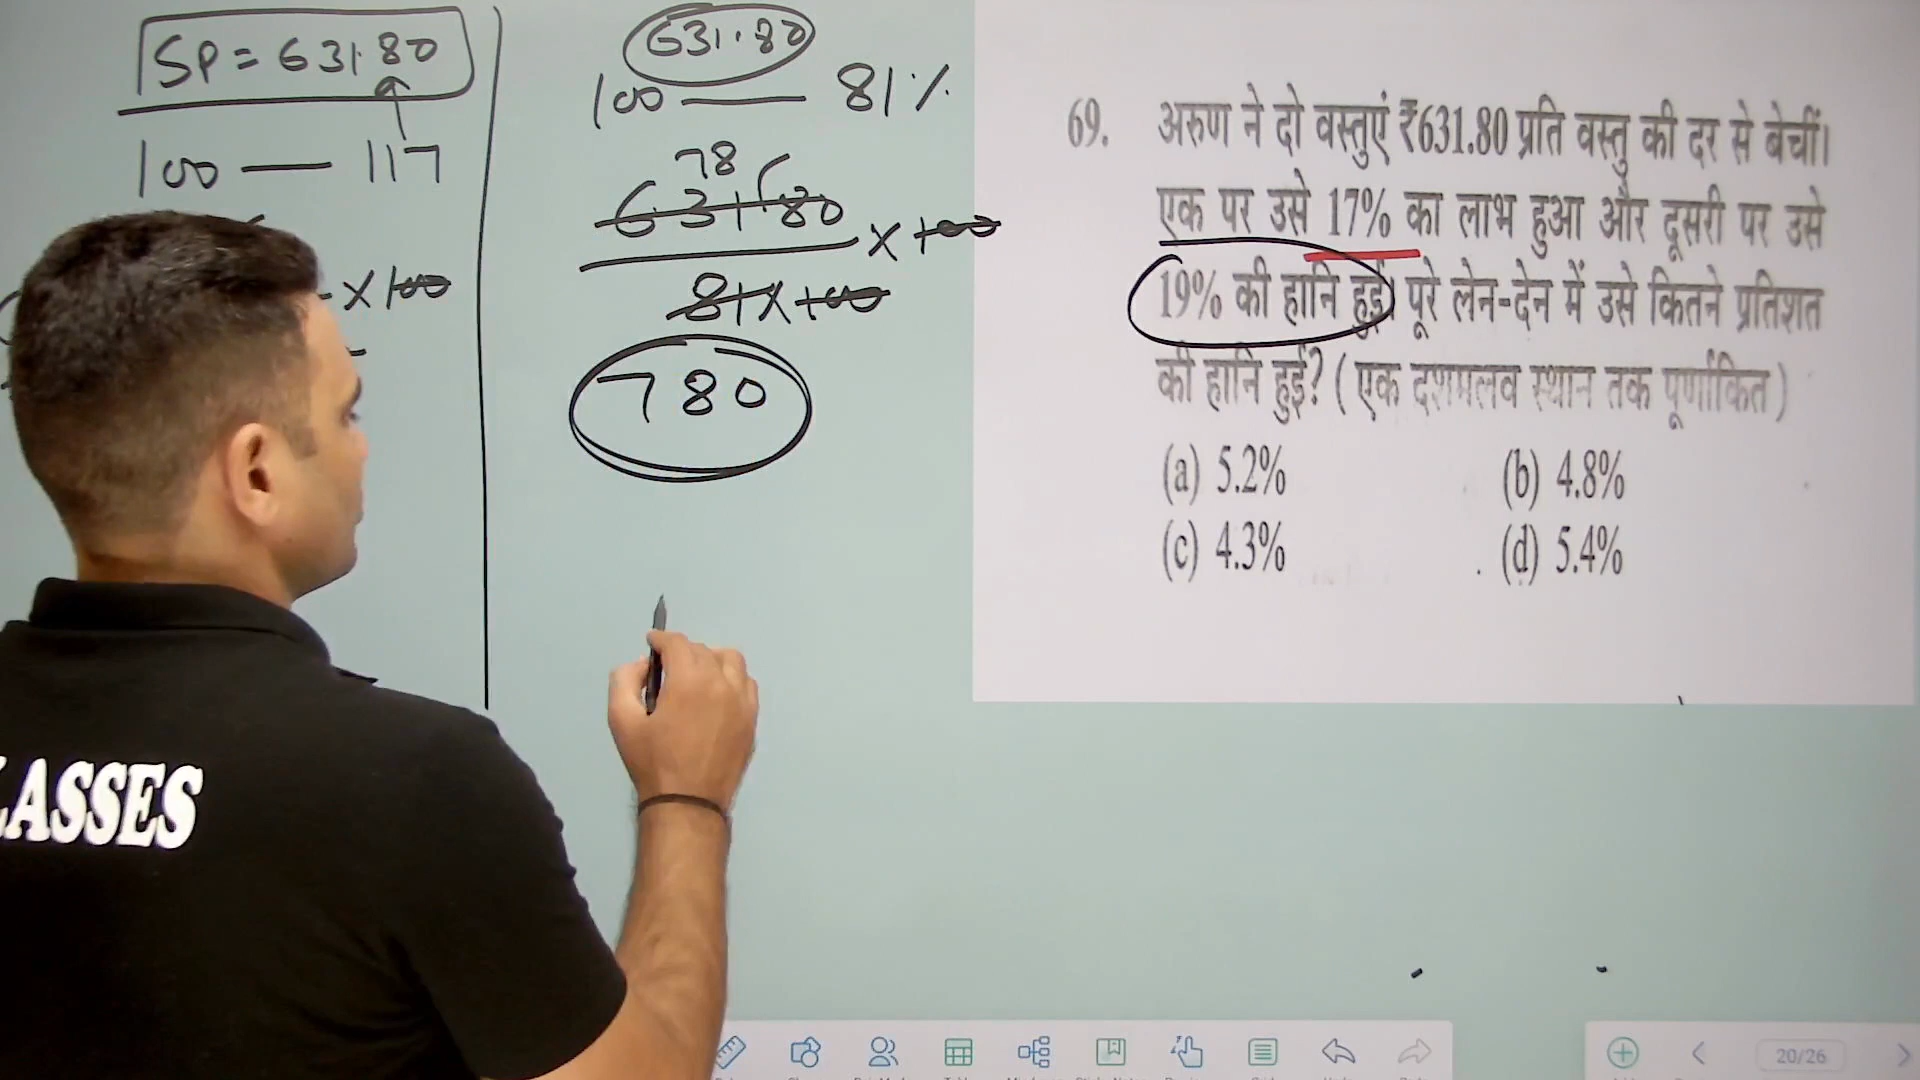 SP = 631.80
100 — 117
× 100
631.80
100 — 81%
78
63180 × 100
81 × 100
780
69. अरुण ने दो वस्तुएं ₹631.80 प्रति वस्तु की दर से बेचीं।
एक पर उसे 17% का लाभ हुआ और दूसरी पर उसे
19% की हानि हुई। पूरे लेन-देन में उसे कितने प्रतिशत
की हानि हुई? ( एक दशमलव स्थान तक पूर्णांकित )
(a) 5.2% (b) 4.8%
(c) 4.3% (d) 5.4%
LASSES
20/26